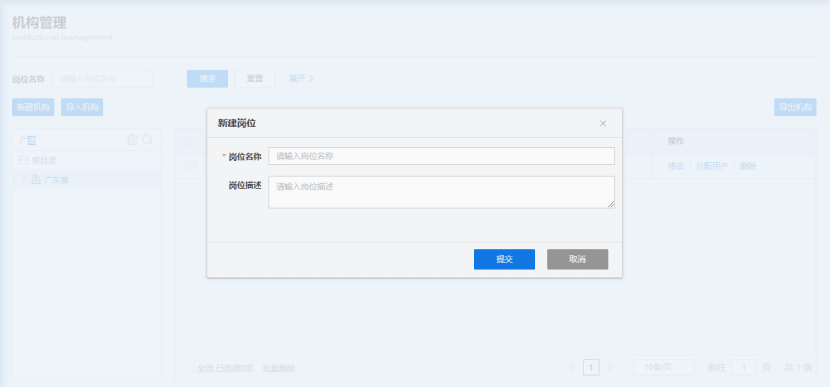 机构管理
institutional management
岗位名称 请输入岗位名称 搜索 重置 展开
新建机构 导入机构 导出机构
新建岗位 ×
广
操作
* 岗位名称 请输入岗位名称
根目录
修改 分配用户 删除
广东省
岗位描述 请输入岗位描述
提交 取消
全选 已选择0项 批量删除 1 10条/页 前往 1 页 共 1 条